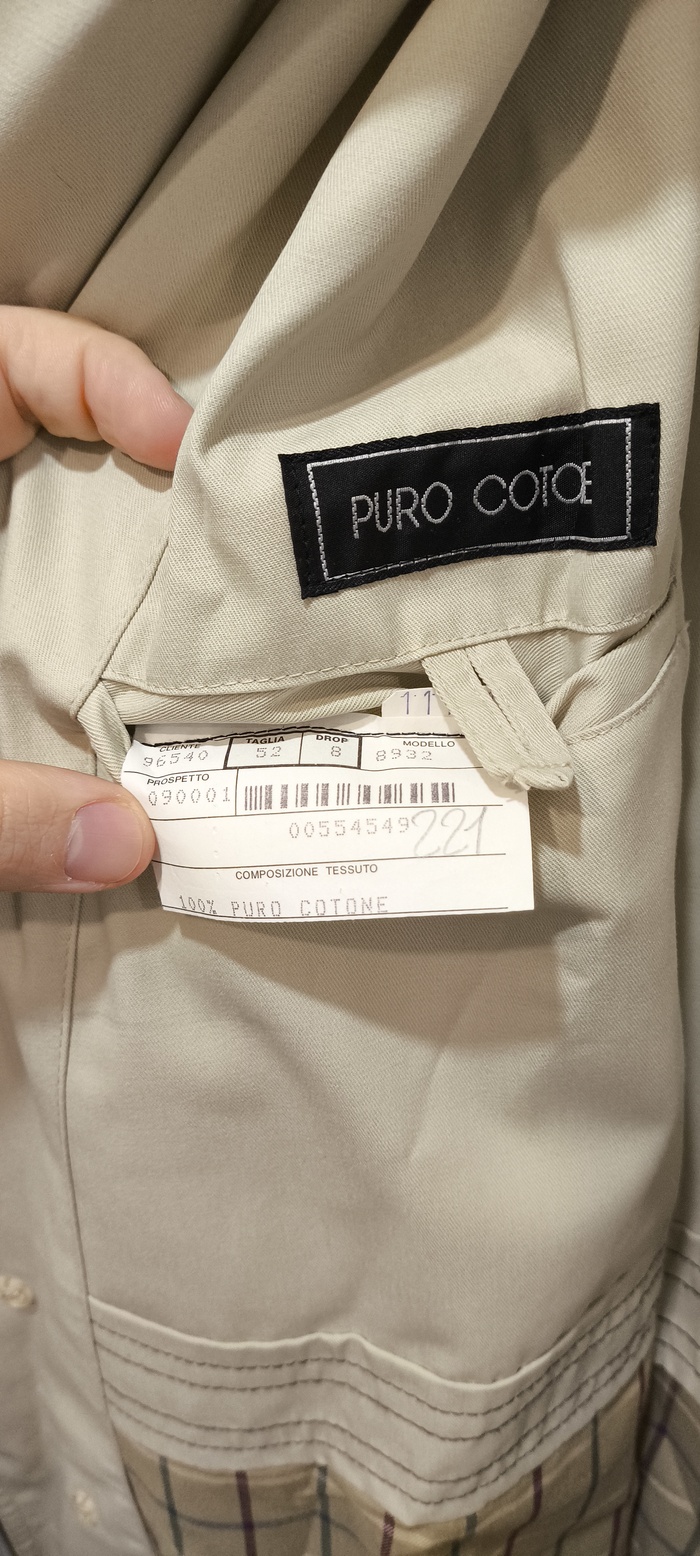 PURO COTOE
11
CLIENTE TAGLIA DROP MODELLO
96540 52 8 8932
PROSPETTO
090001
00554549 221
COMPOSIZIONE TESSUTO
100% PURO COTONE